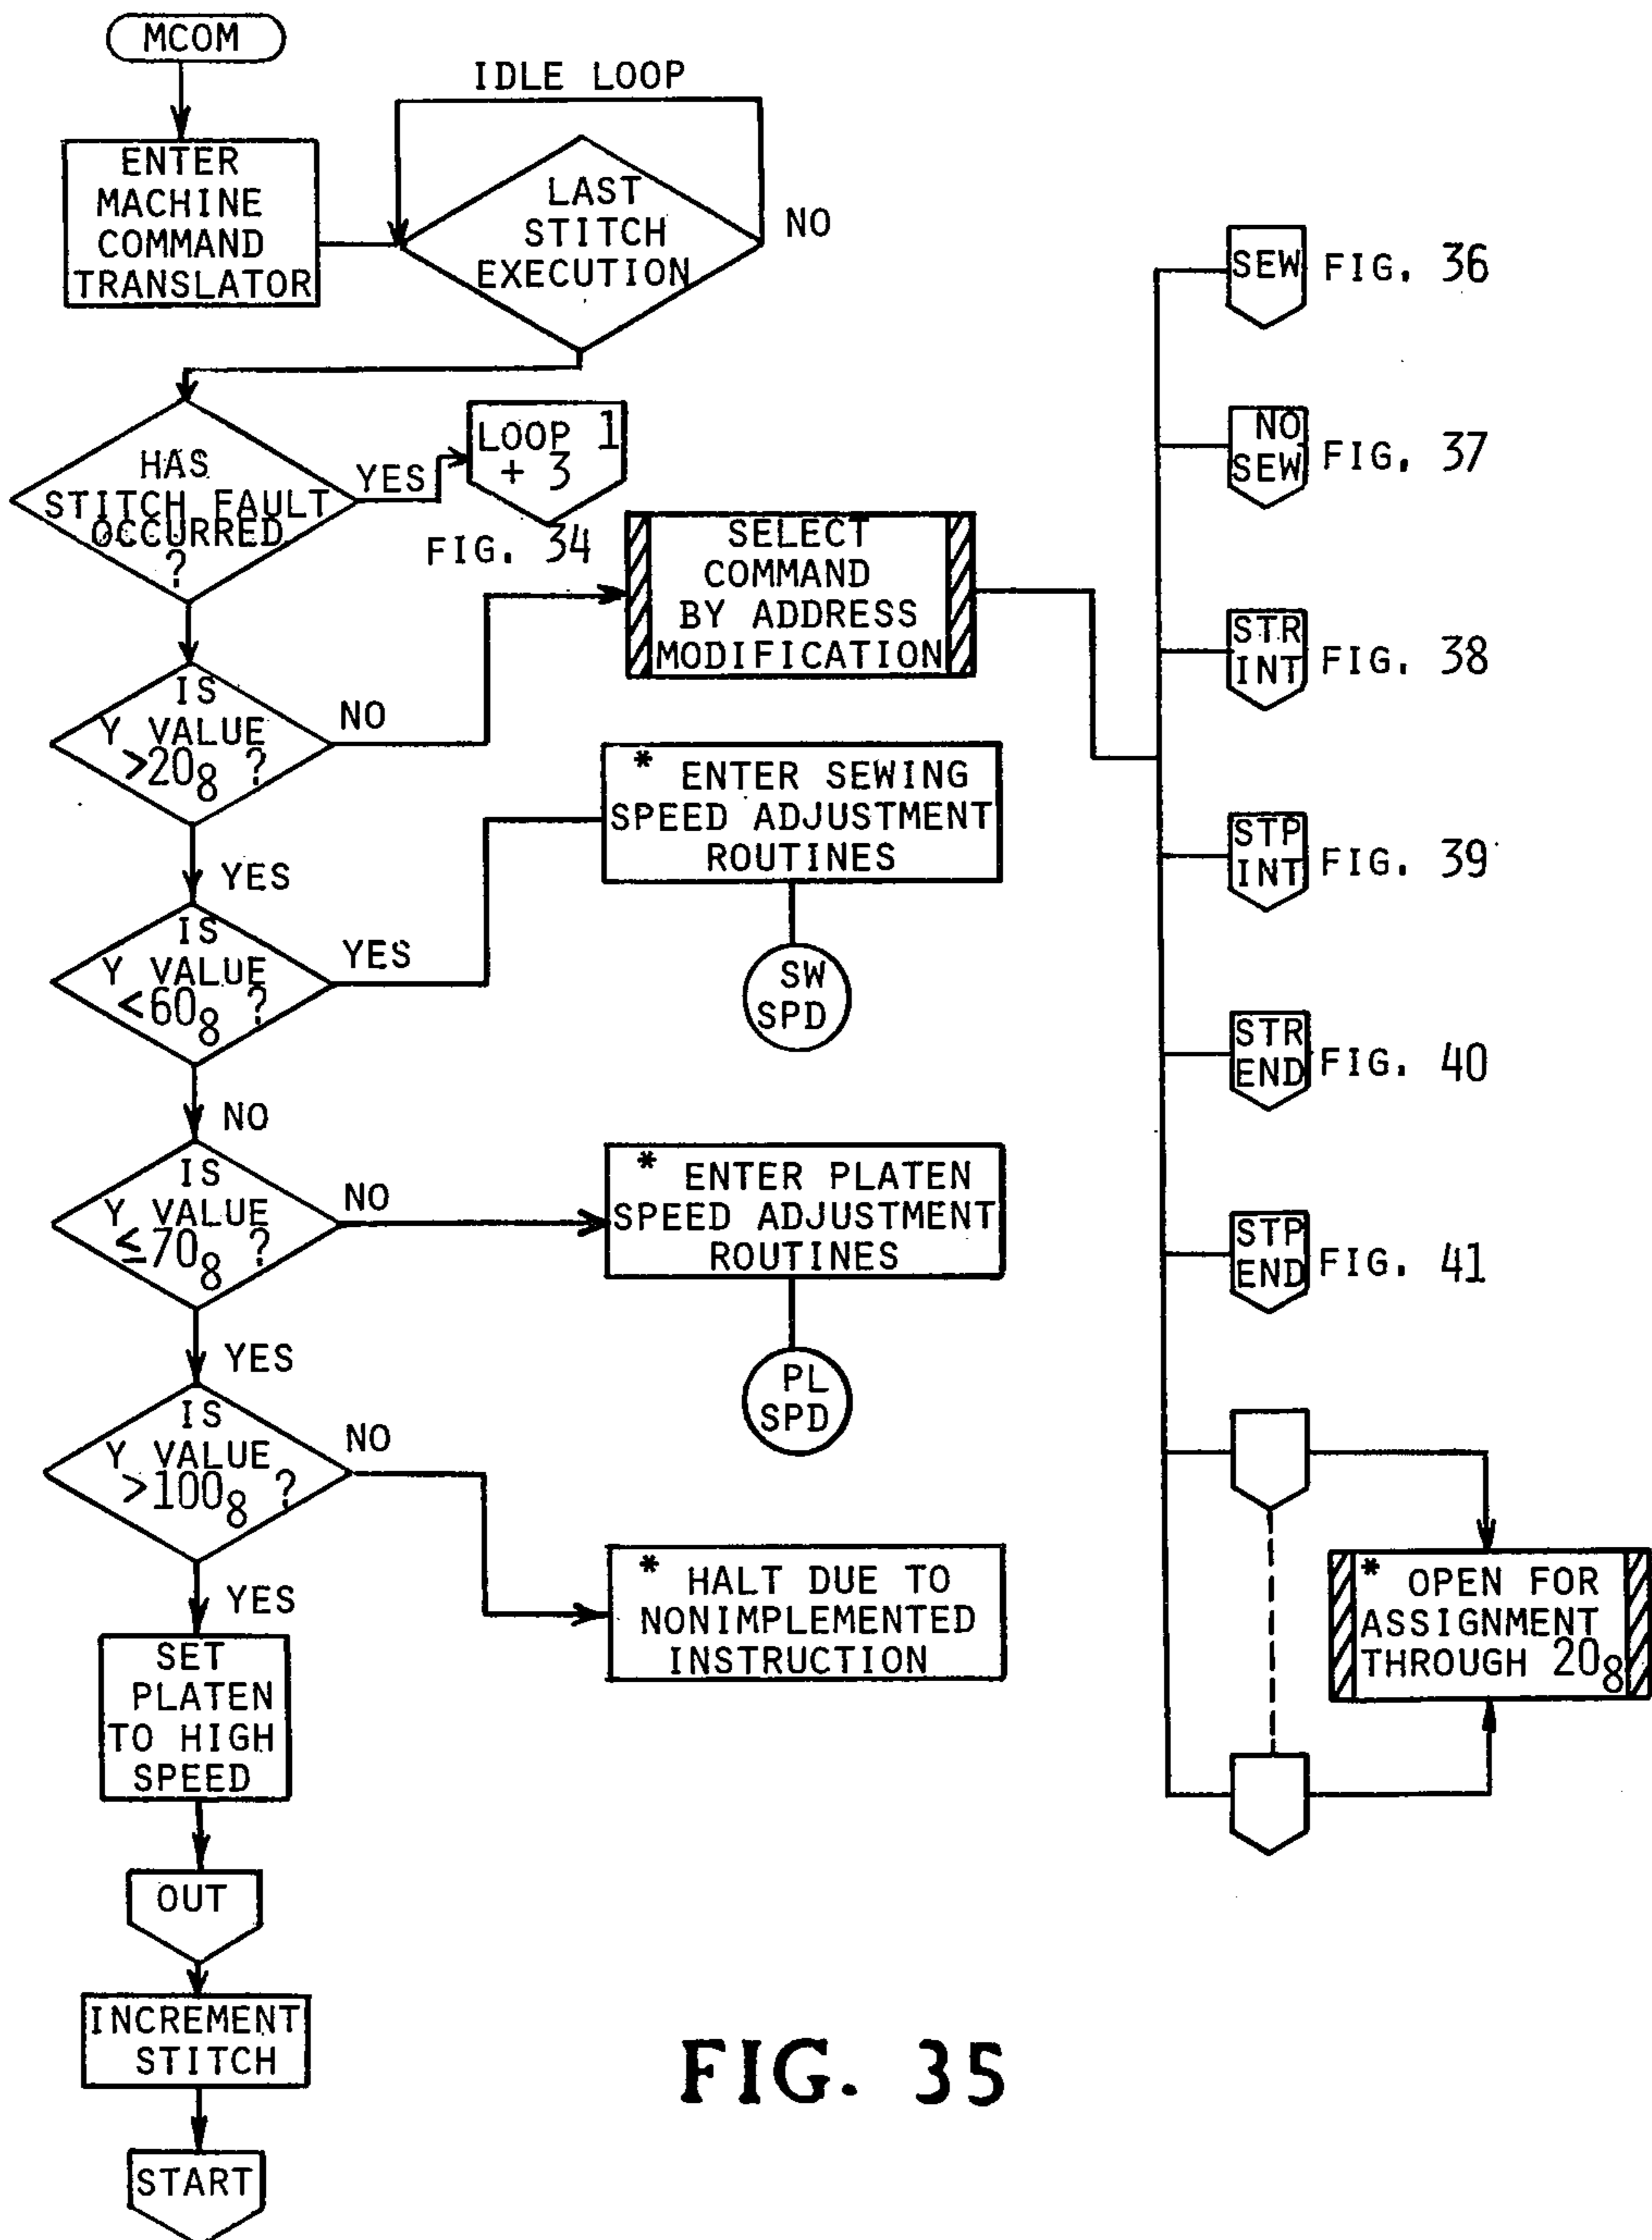 MCOM
IDLE LOOP
ENTER
MACHINE
COMMAND
TRANSLATOR
LAST
STITCH
EXECUTION
NO
HAS
STITCH FAULT
OCCURRED
?
YES
LOOP 1
+ 3
FIG. 34
SELECT
COMMAND
BY ADDRESS
MODIFICATION
IS
Y VALUE
>20₈ ?
NO
YES
* ENTER SEWING
SPEED ADJUSTMENT
ROUTINES
SW
SPD
IS
Y VALUE
<60₈ ?
YES
NO
IS
Y VALUE
≤70₈ ?
NO
YES
* ENTER PLATEN
SPEED ADJUSTMENT
ROUTINES
PL
SPD
IS
Y VALUE
>100₈ ?
NO
YES
* HALT DUE TO
NONIMPLEMENTED
INSTRUCTION
SET
PLATEN
TO HIGH
SPEED
OUT
INCREMENT
STITCH
START
SEW FIG. 36
NO
SEW FIG. 37
STR
INT FIG. 38
STP
INT FIG. 39
STR
END FIG. 40
STP
END FIG. 41
* OPEN FOR
ASSIGNMENT
THROUGH 20₈
FIG. 35